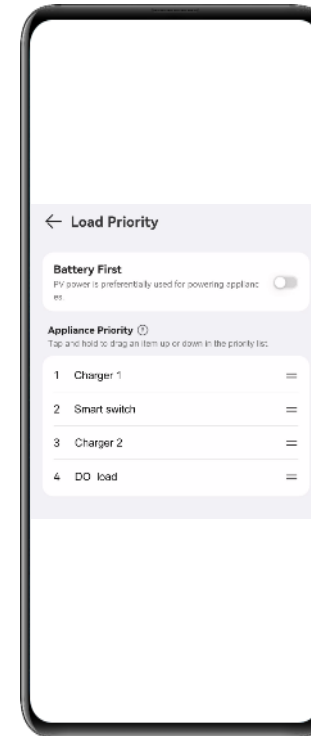 ← Load Priority
Battery First
PV power is preferentially used for powering applianc
es.
Appliance Priority ?
Tap and hold to drag an item up or down in the priority list.
1 Charger 1
2 Smart switch
3 Charger 2
4 DO load